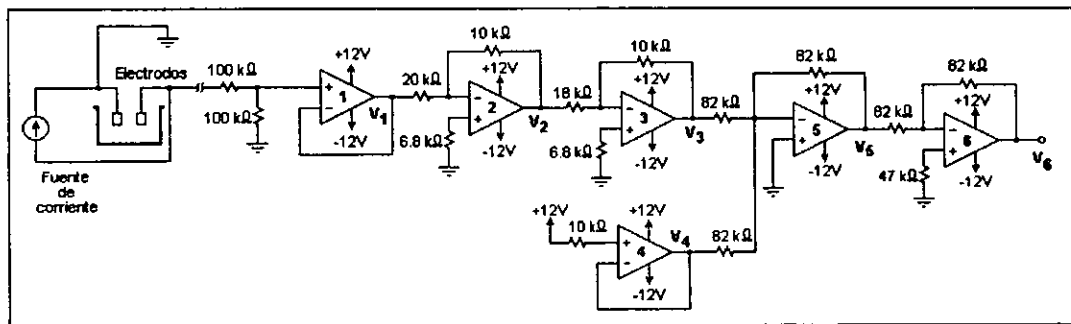 Electrodos
Fuente
de
corriente
100 kΩ
100 kΩ
+12V
1
-12V
V1
20 kΩ
10 kΩ
+12V
2
-12V
6.8 kΩ
V2
18 kΩ
10 kΩ
+12V
3
-12V
6.8 kΩ
V3
82 kΩ
+12V
10 kΩ
+12V
4
-12V
V4
82 kΩ
82 kΩ
+12V
5
-12V
V5
82 kΩ
82 kΩ
+12V
6
-12V
47 kΩ
V6